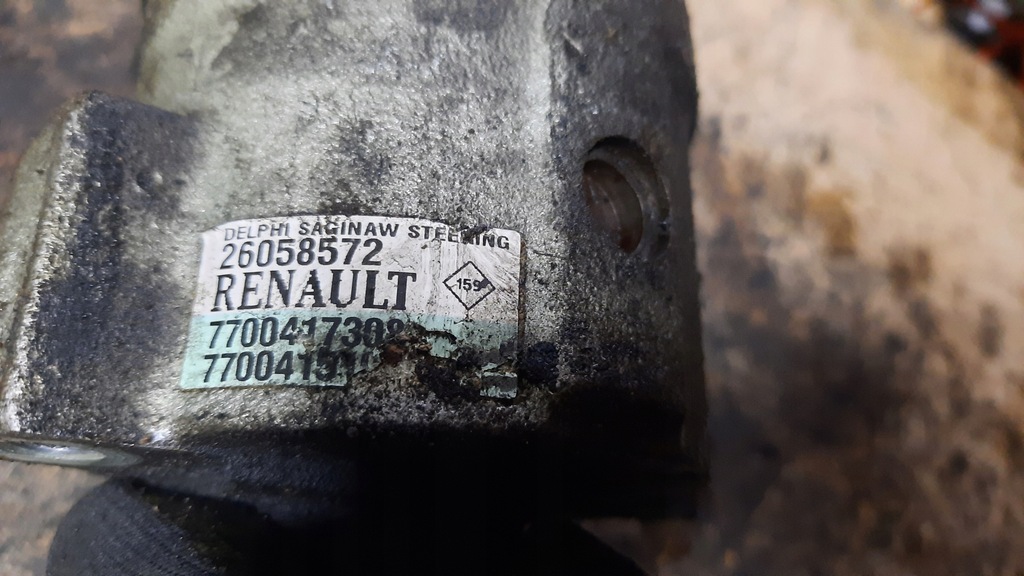 DELPHI SAGINAW STEERING
26058572
RENAULT
159
7700417308